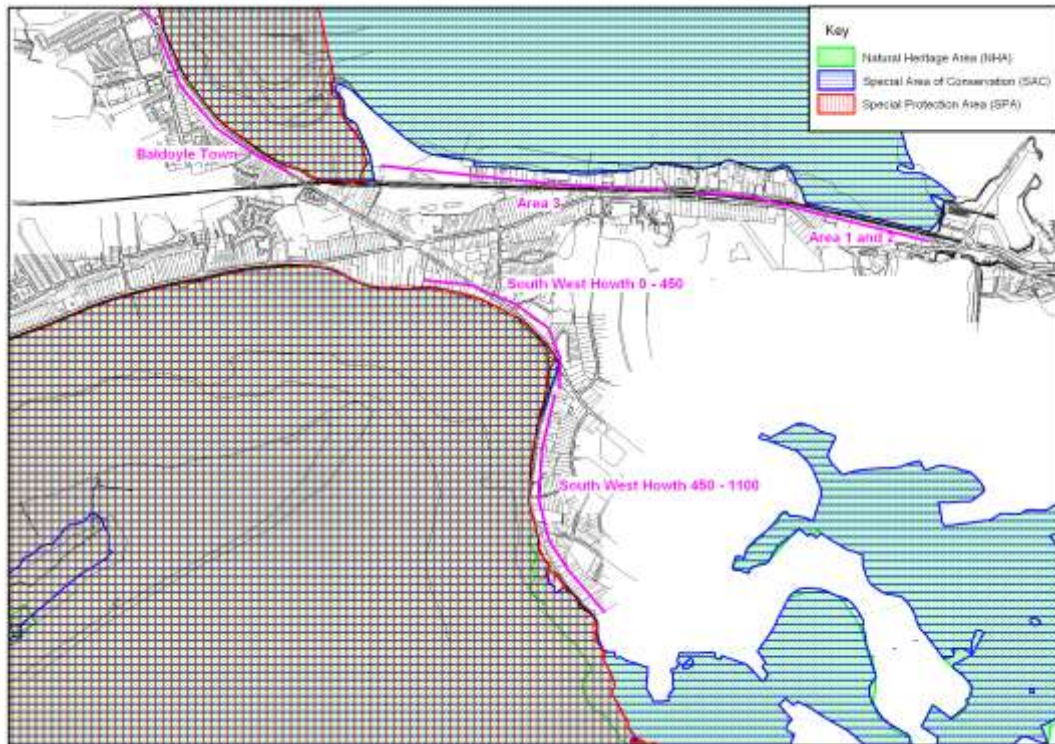 Key
Natural Heritage Area (NHA)
Special Area of Conservation (SAC)
Special Protection Area (SPA)
Baldoyle Town
Area 3
Area 1 and 2
South West Howth 0 - 450
South West Howth 450 - 1100